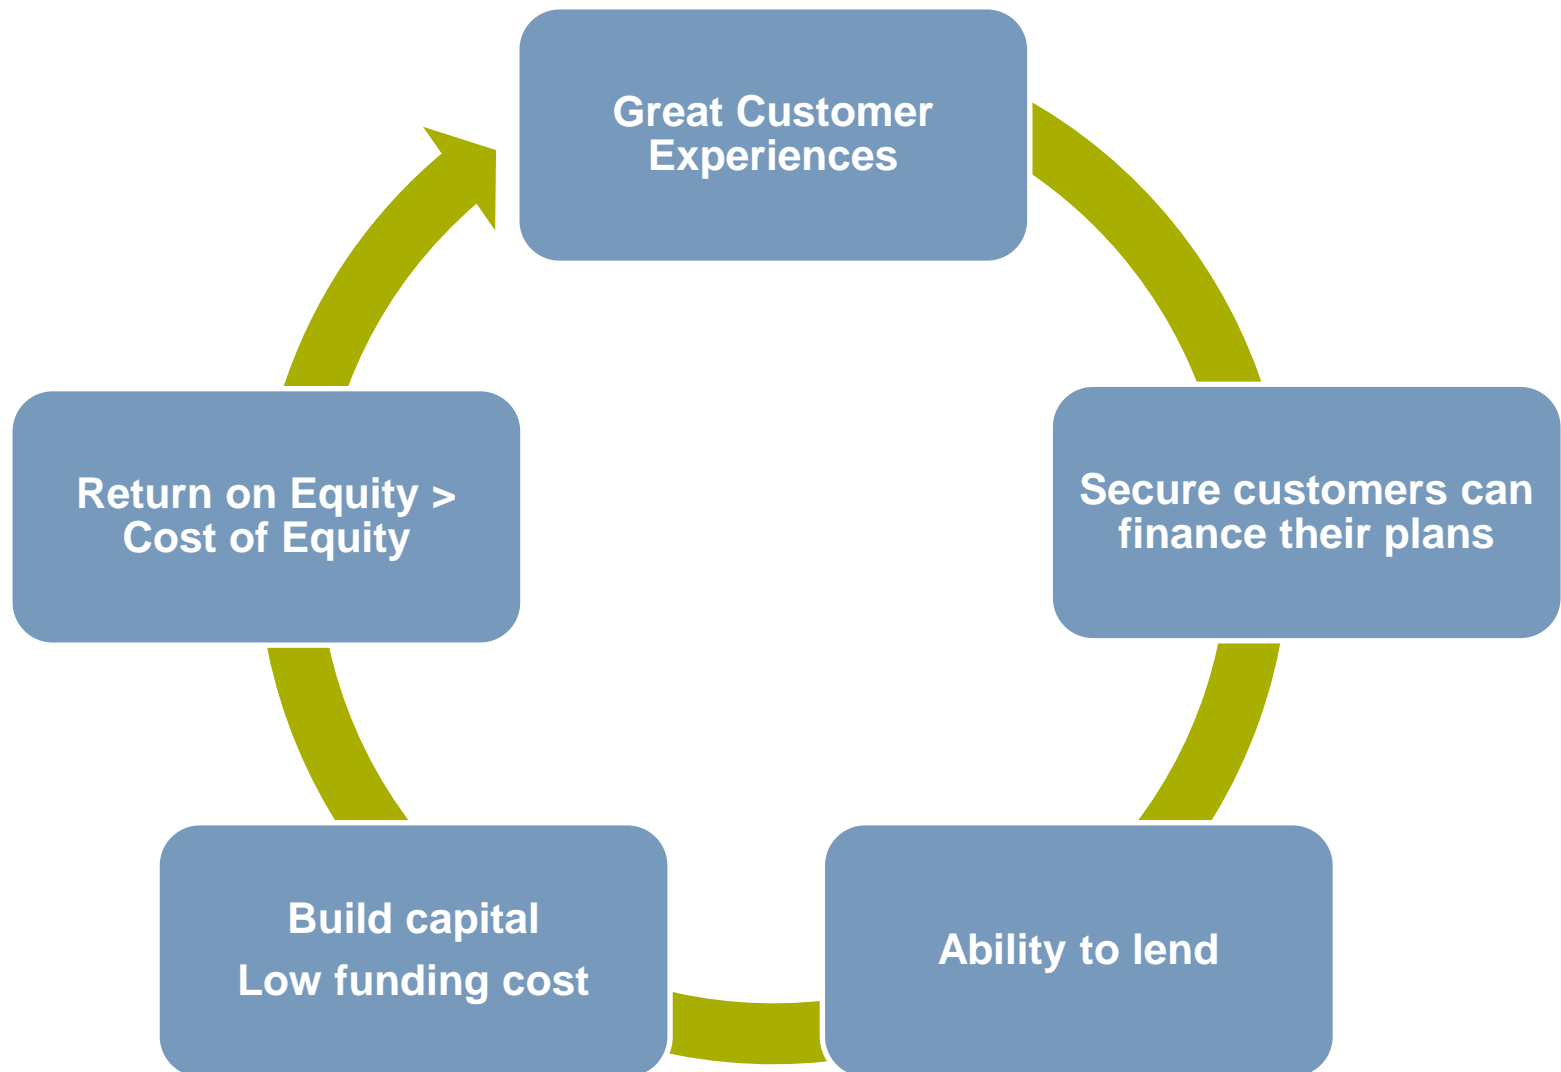 Great Customer
Experiences
Secure customers can
finance their plans
Return on Equity >
Cost of Equity
Ability to lend
Build capital
Low funding cost